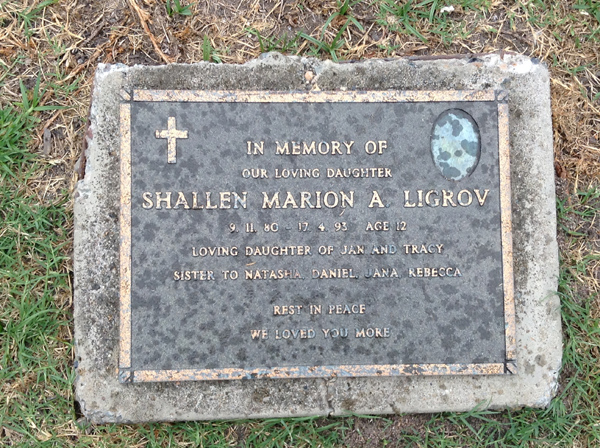 IN MEMORY OF
OUR LOVING DAUGHTER
SHALLEN MARION A. LIGROV
9. 11. 80 - 17. 4. 93 AGE 12
LOVING DAUGHTER OF JAN AND TRACY
SISTER TO NATASHA, DANIEL, JANA, REBECCA
REST IN PEACE
WE LOVED YOU MORE